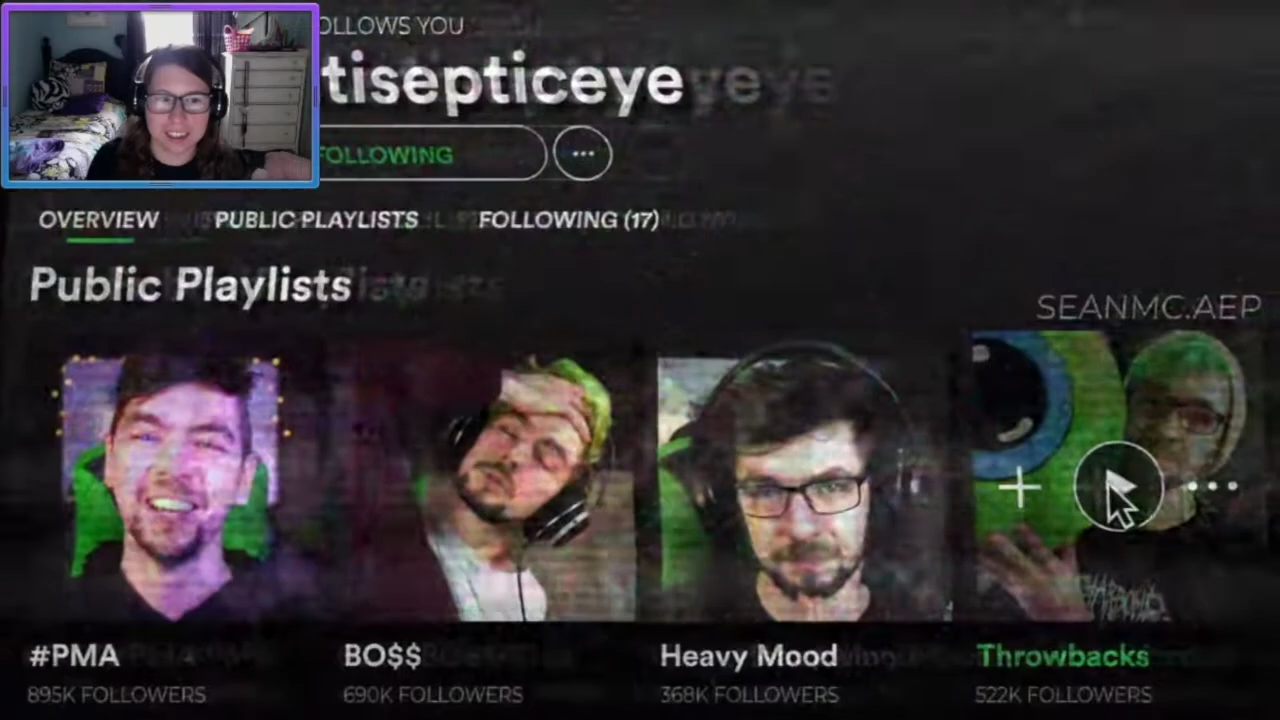 OLLOWS YOU
tisepticeye
FOLLOWING
OVERVIEW PUBLIC PLAYLISTS FOLLOWING (17)
Public Playlists
SEANMC.AEP
#PMA BO$$ Heavy Mood Throwbacks
895K FOLLOWERS 690K FOLLOWERS 368K FOLLOWERS 522K FOLLOWERS